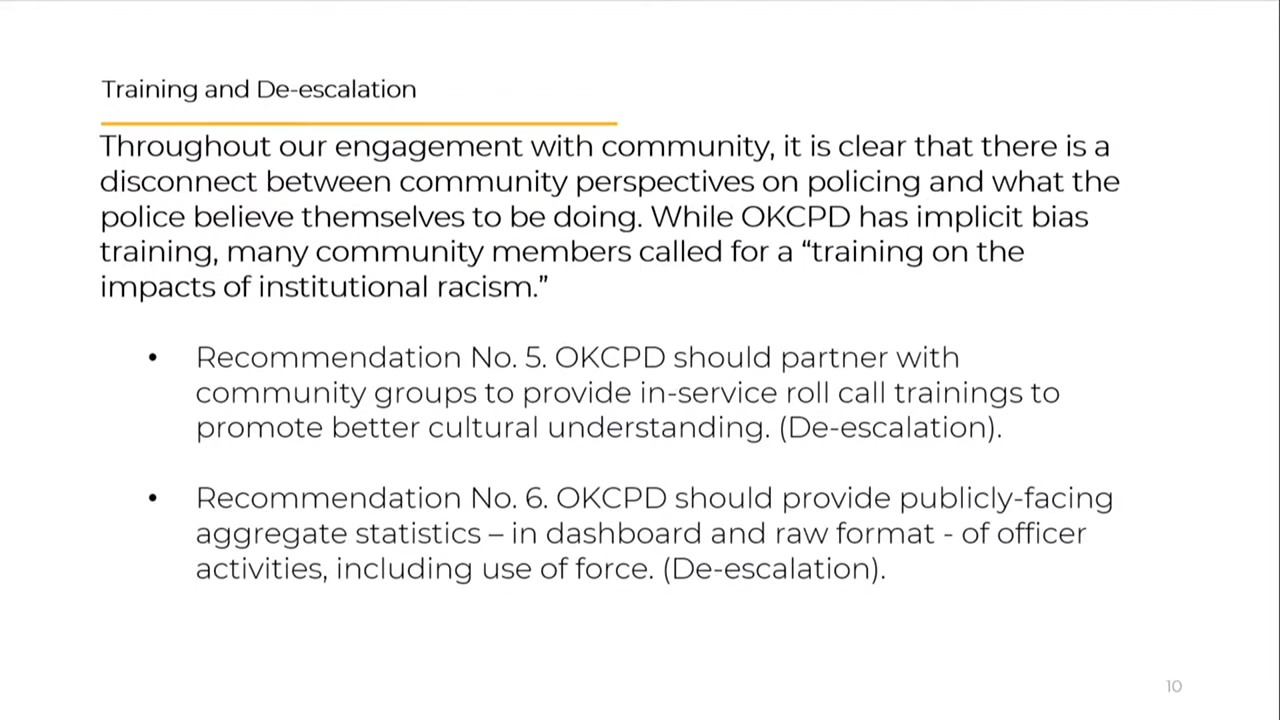 Training and De-escalation
Throughout our engagement with community, it is clear that there is a
disconnect between community perspectives on policing and what the
police believe themselves to be doing. While OKCPD has implicit bias
training, many community members called for a “training on the
impacts of institutional racism.”
• Recommendation No. 5. OKCPD should partner with
community groups to provide in-service roll call trainings to
promote better cultural understanding. (De-escalation).
• Recommendation No. 6. OKCPD should provide publicly-facing
aggregate statistics – in dashboard and raw format - of officer
activities, including use of force. (De-escalation).
10